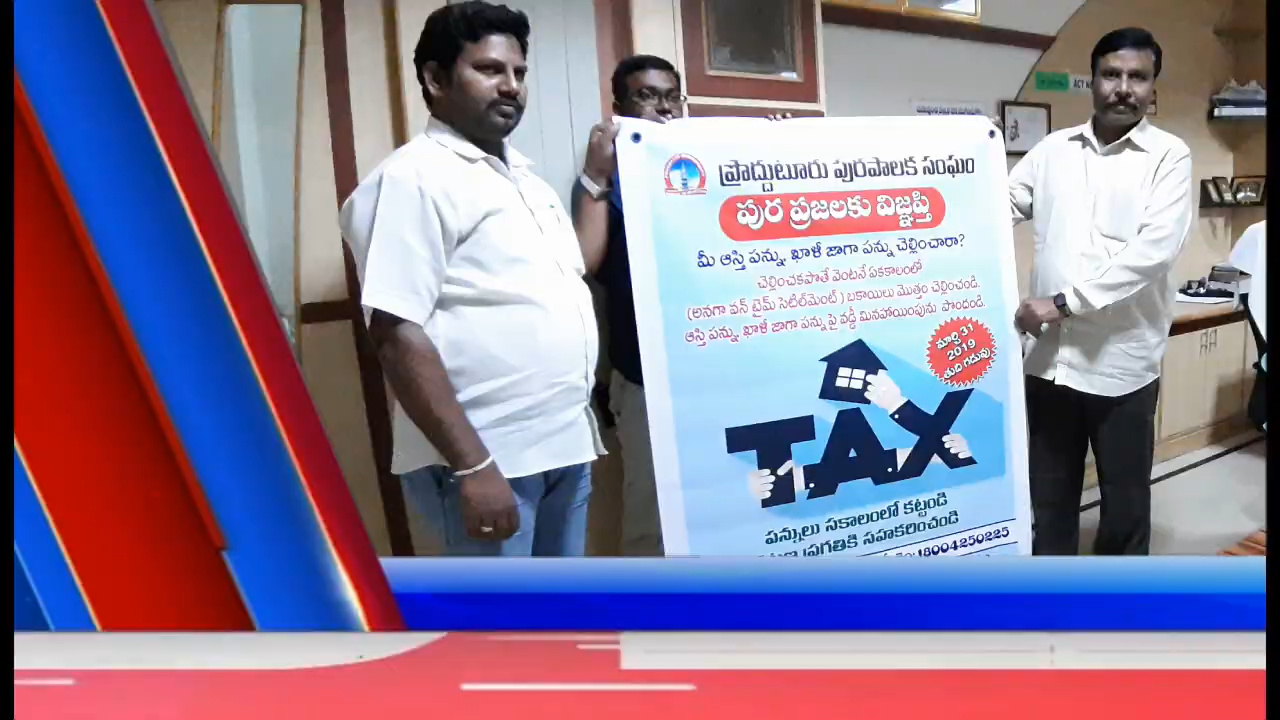 ACT N
ప్రొద్దుటూరు పురపాలక సంఘం
పుర ప్రజలకు విజ్ఞప్తి
మీ ఆస్తి పన్ను, ఖాళీ జాగా పన్ను చెల్లించారా?
చెల్లించకపోతే వెంటనే ఏకకాలంలో
(అనగా వన్ టైమ్ సెటిల్‌మెంట్ ) బకాయిలు మొత్తం చెల్లించండి.
ఆస్తి పన్ను, ఖాళీ జాగా పన్ను పై వడ్డీ మినహాయింపును పొందండి.
మార్చి 31
2019
తుది గడువు
TAX
పన్నులు సకాలంలో కట్టండి
ప్రగతికి సహకరించండి
18004250225